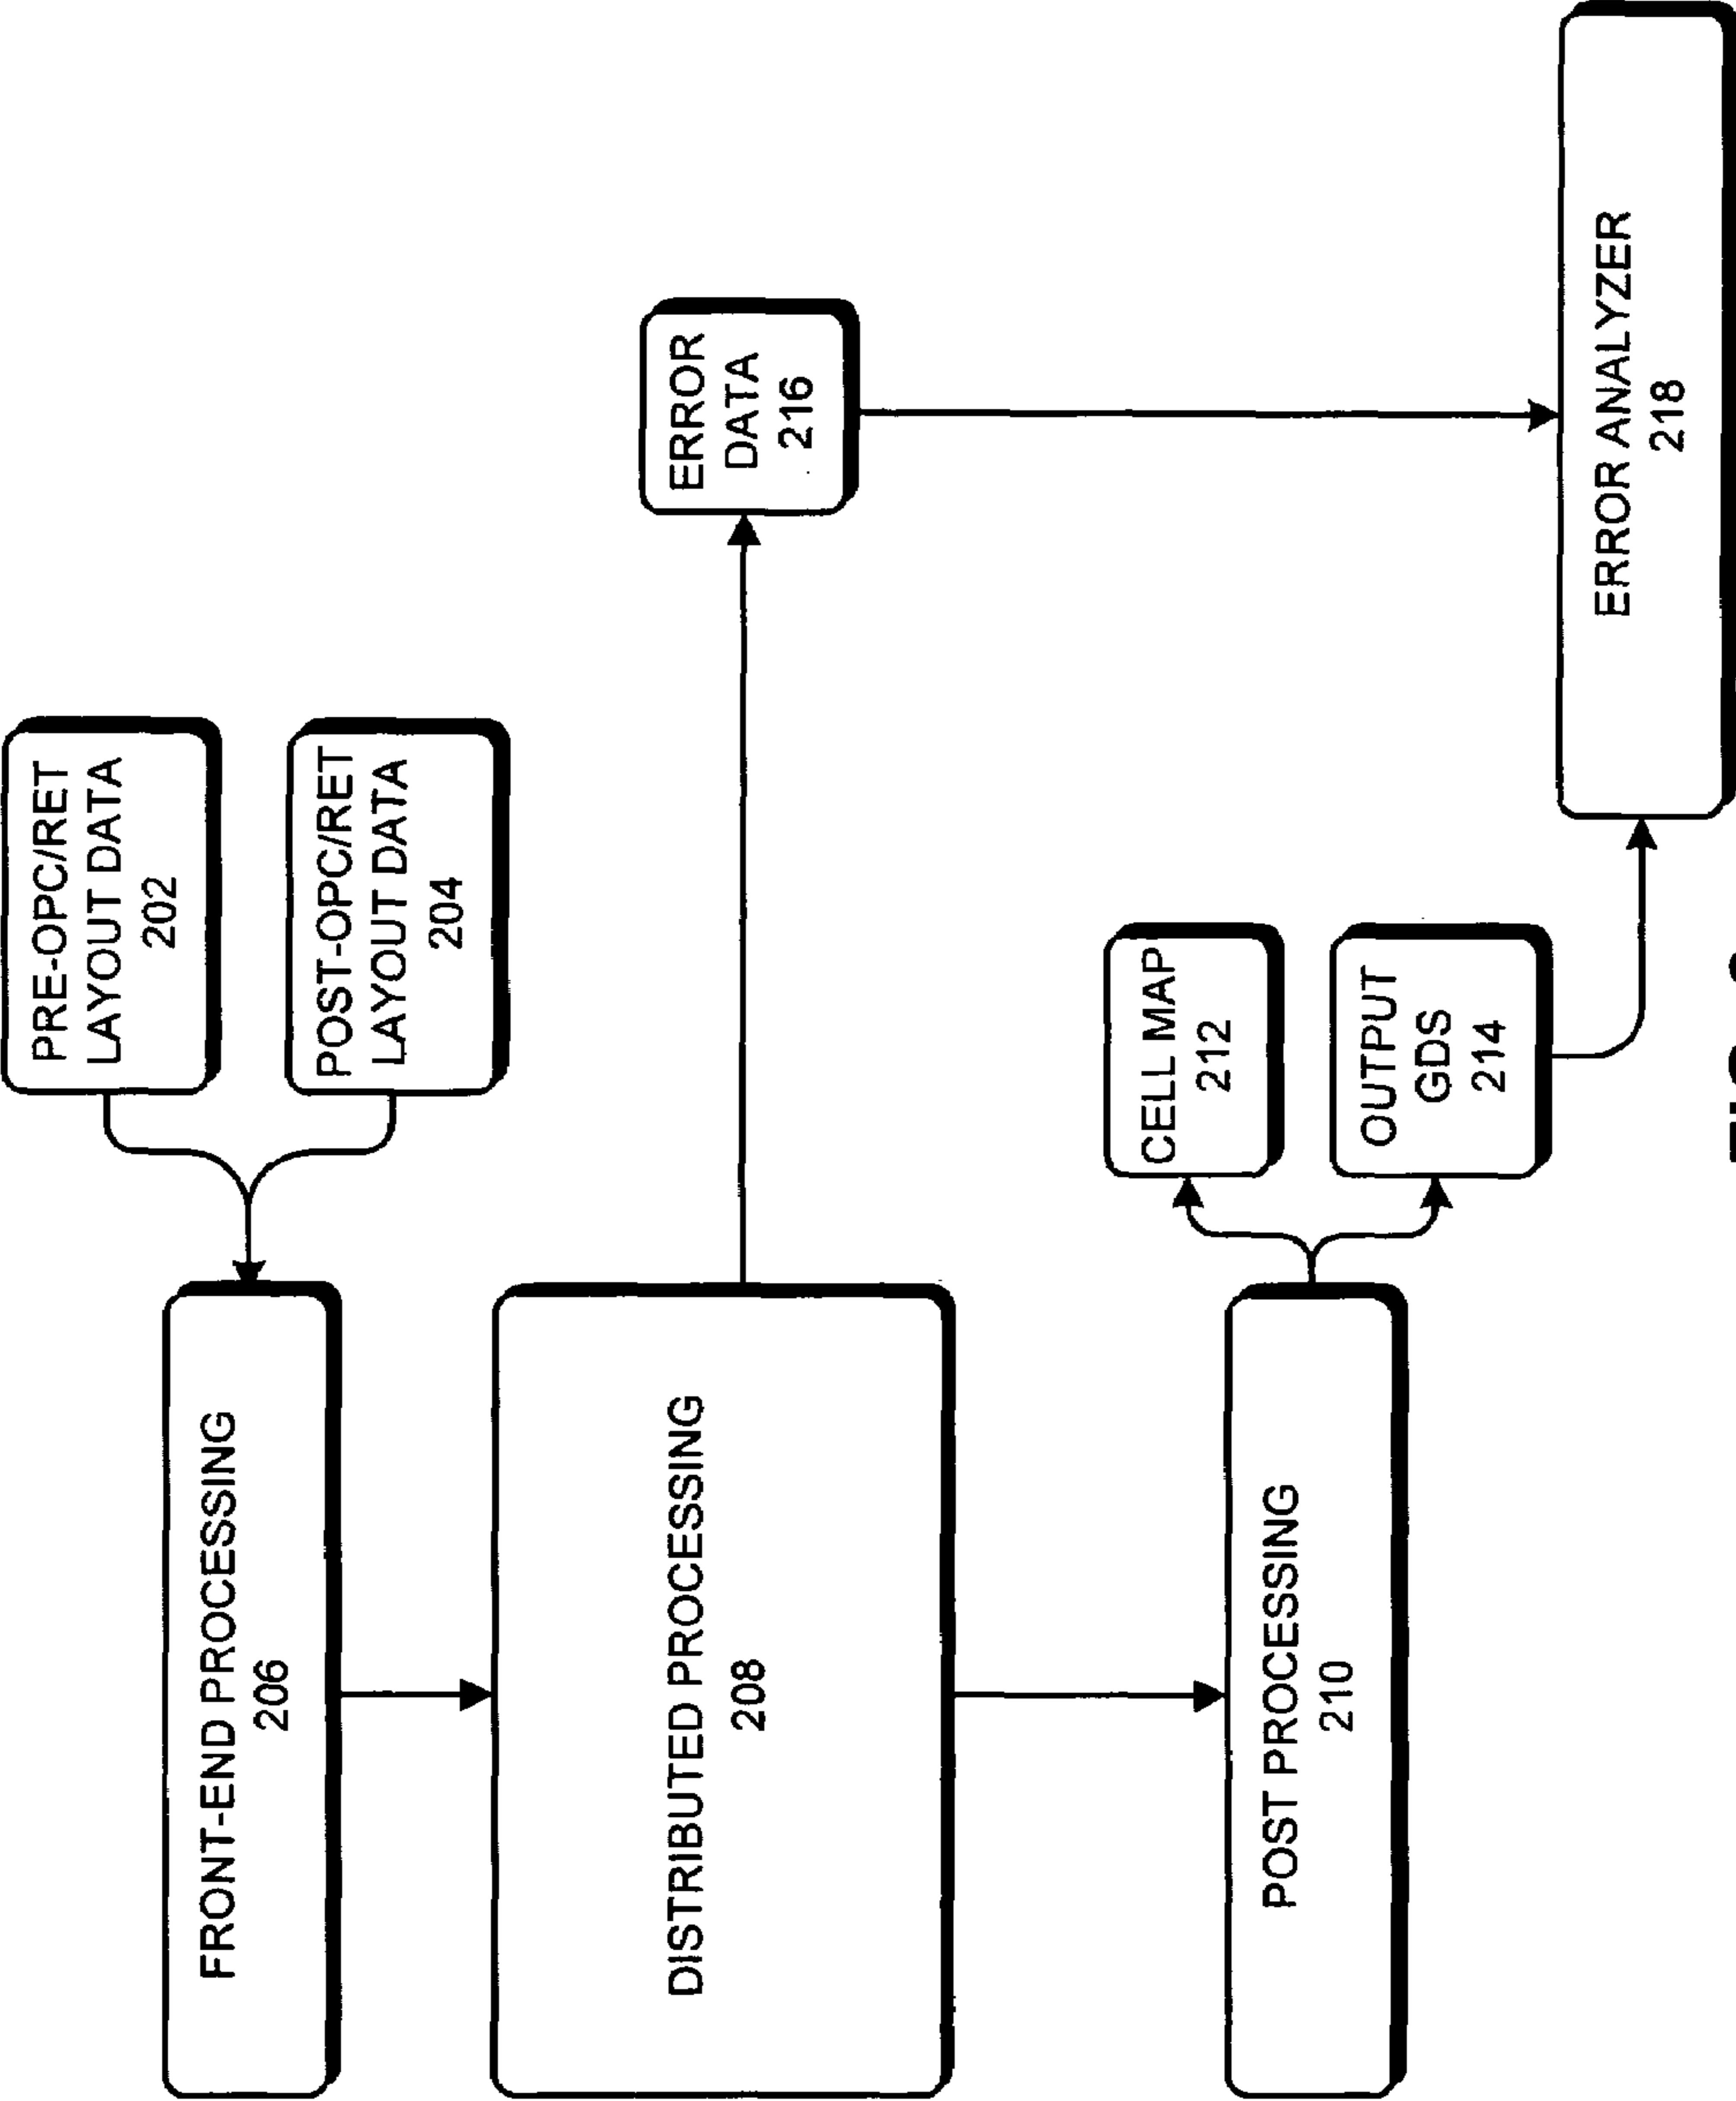 PRE-OPC/RET
LAYOUT DATA
202
POST-OPC/RET
LAYOUT DATA
204
FRONT-END PROCESSING
206
DISTRIBUTED PROCESSING
208
ERROR
DATA
216
POST PROCESSING
210
CELL MAP
212
OUTPUT
GDS
214
ERROR ANALYZER
218